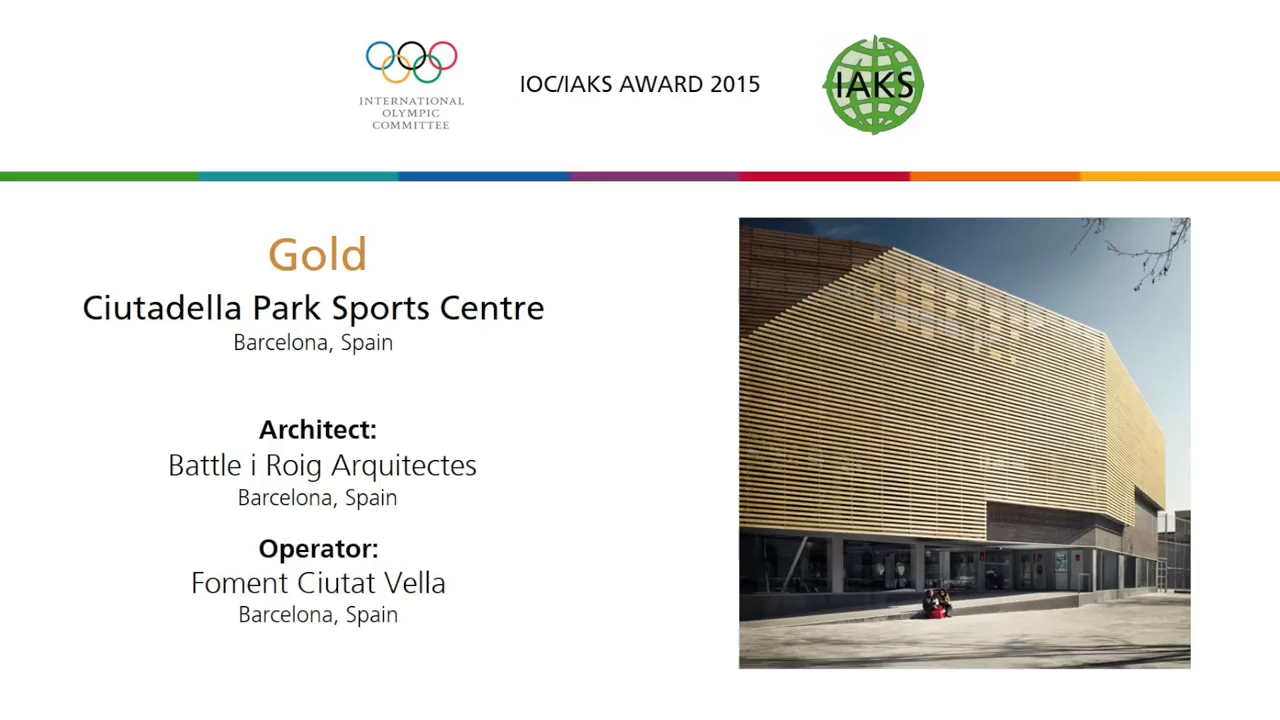 INTERNATIONAL
OLYMPIC
COMMITTEE
IOC/IAKS AWARD 2015
IAKS
Gold
Ciutadella Park Sports Centre
Barcelona, Spain
Architect:
Battle i Roig Arquitectes
Barcelona, Spain
Operator:
Foment Ciutat Vella
Barcelona, Spain